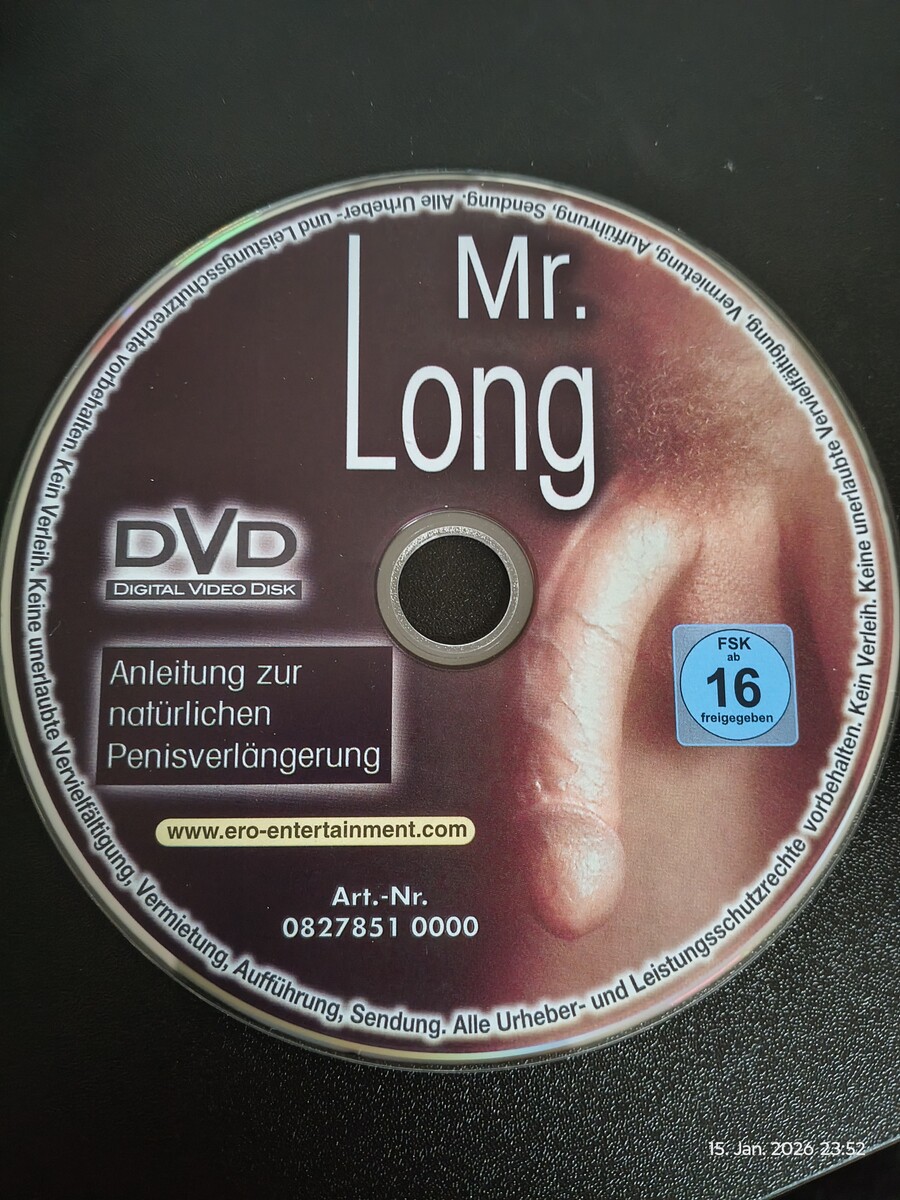 Mr.
Long
DVD
DIGITAL VIDEO DISK
Anleitung zur
natürlichen
Penisverlängerung
www.ero-entertainment.com
Art.-Nr.
0827851 0000
FSK
ab
16
freigegeben
Alle Urheber- und Leistungsschutzrechte vorbehalten. Kein Verleih. Keine unerlaubte Vervielfältigung, Vermietung, Aufführung, Sendung. Alle Urheber- und Leistungsschutzrechte vorbehalten. Kein Verleih. Keine unerlaubte Vervielfältigung, Vermietung, Aufführung, Sendung.
15. Jan. 2026 23:52